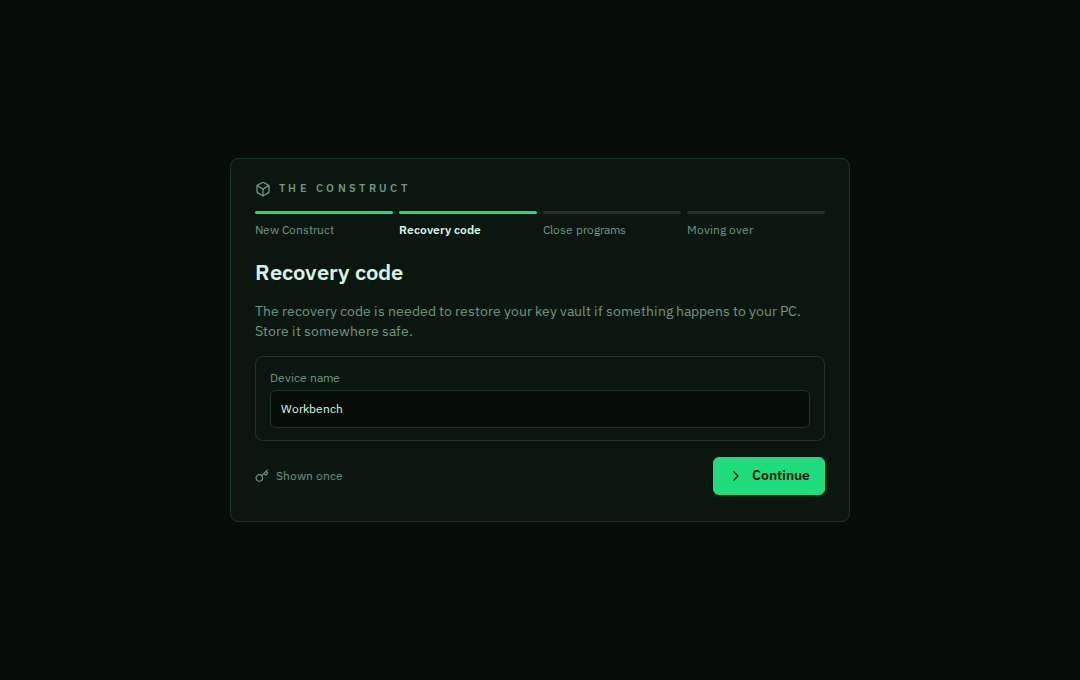 THE CONSTRUCT
New Construct
Recovery code
Close programs
Moving over
Recovery code
The recovery code is needed to restore your key vault if something happens to your PC.
Store it somewhere safe.
Device name
Workbench
Shown once
Continue